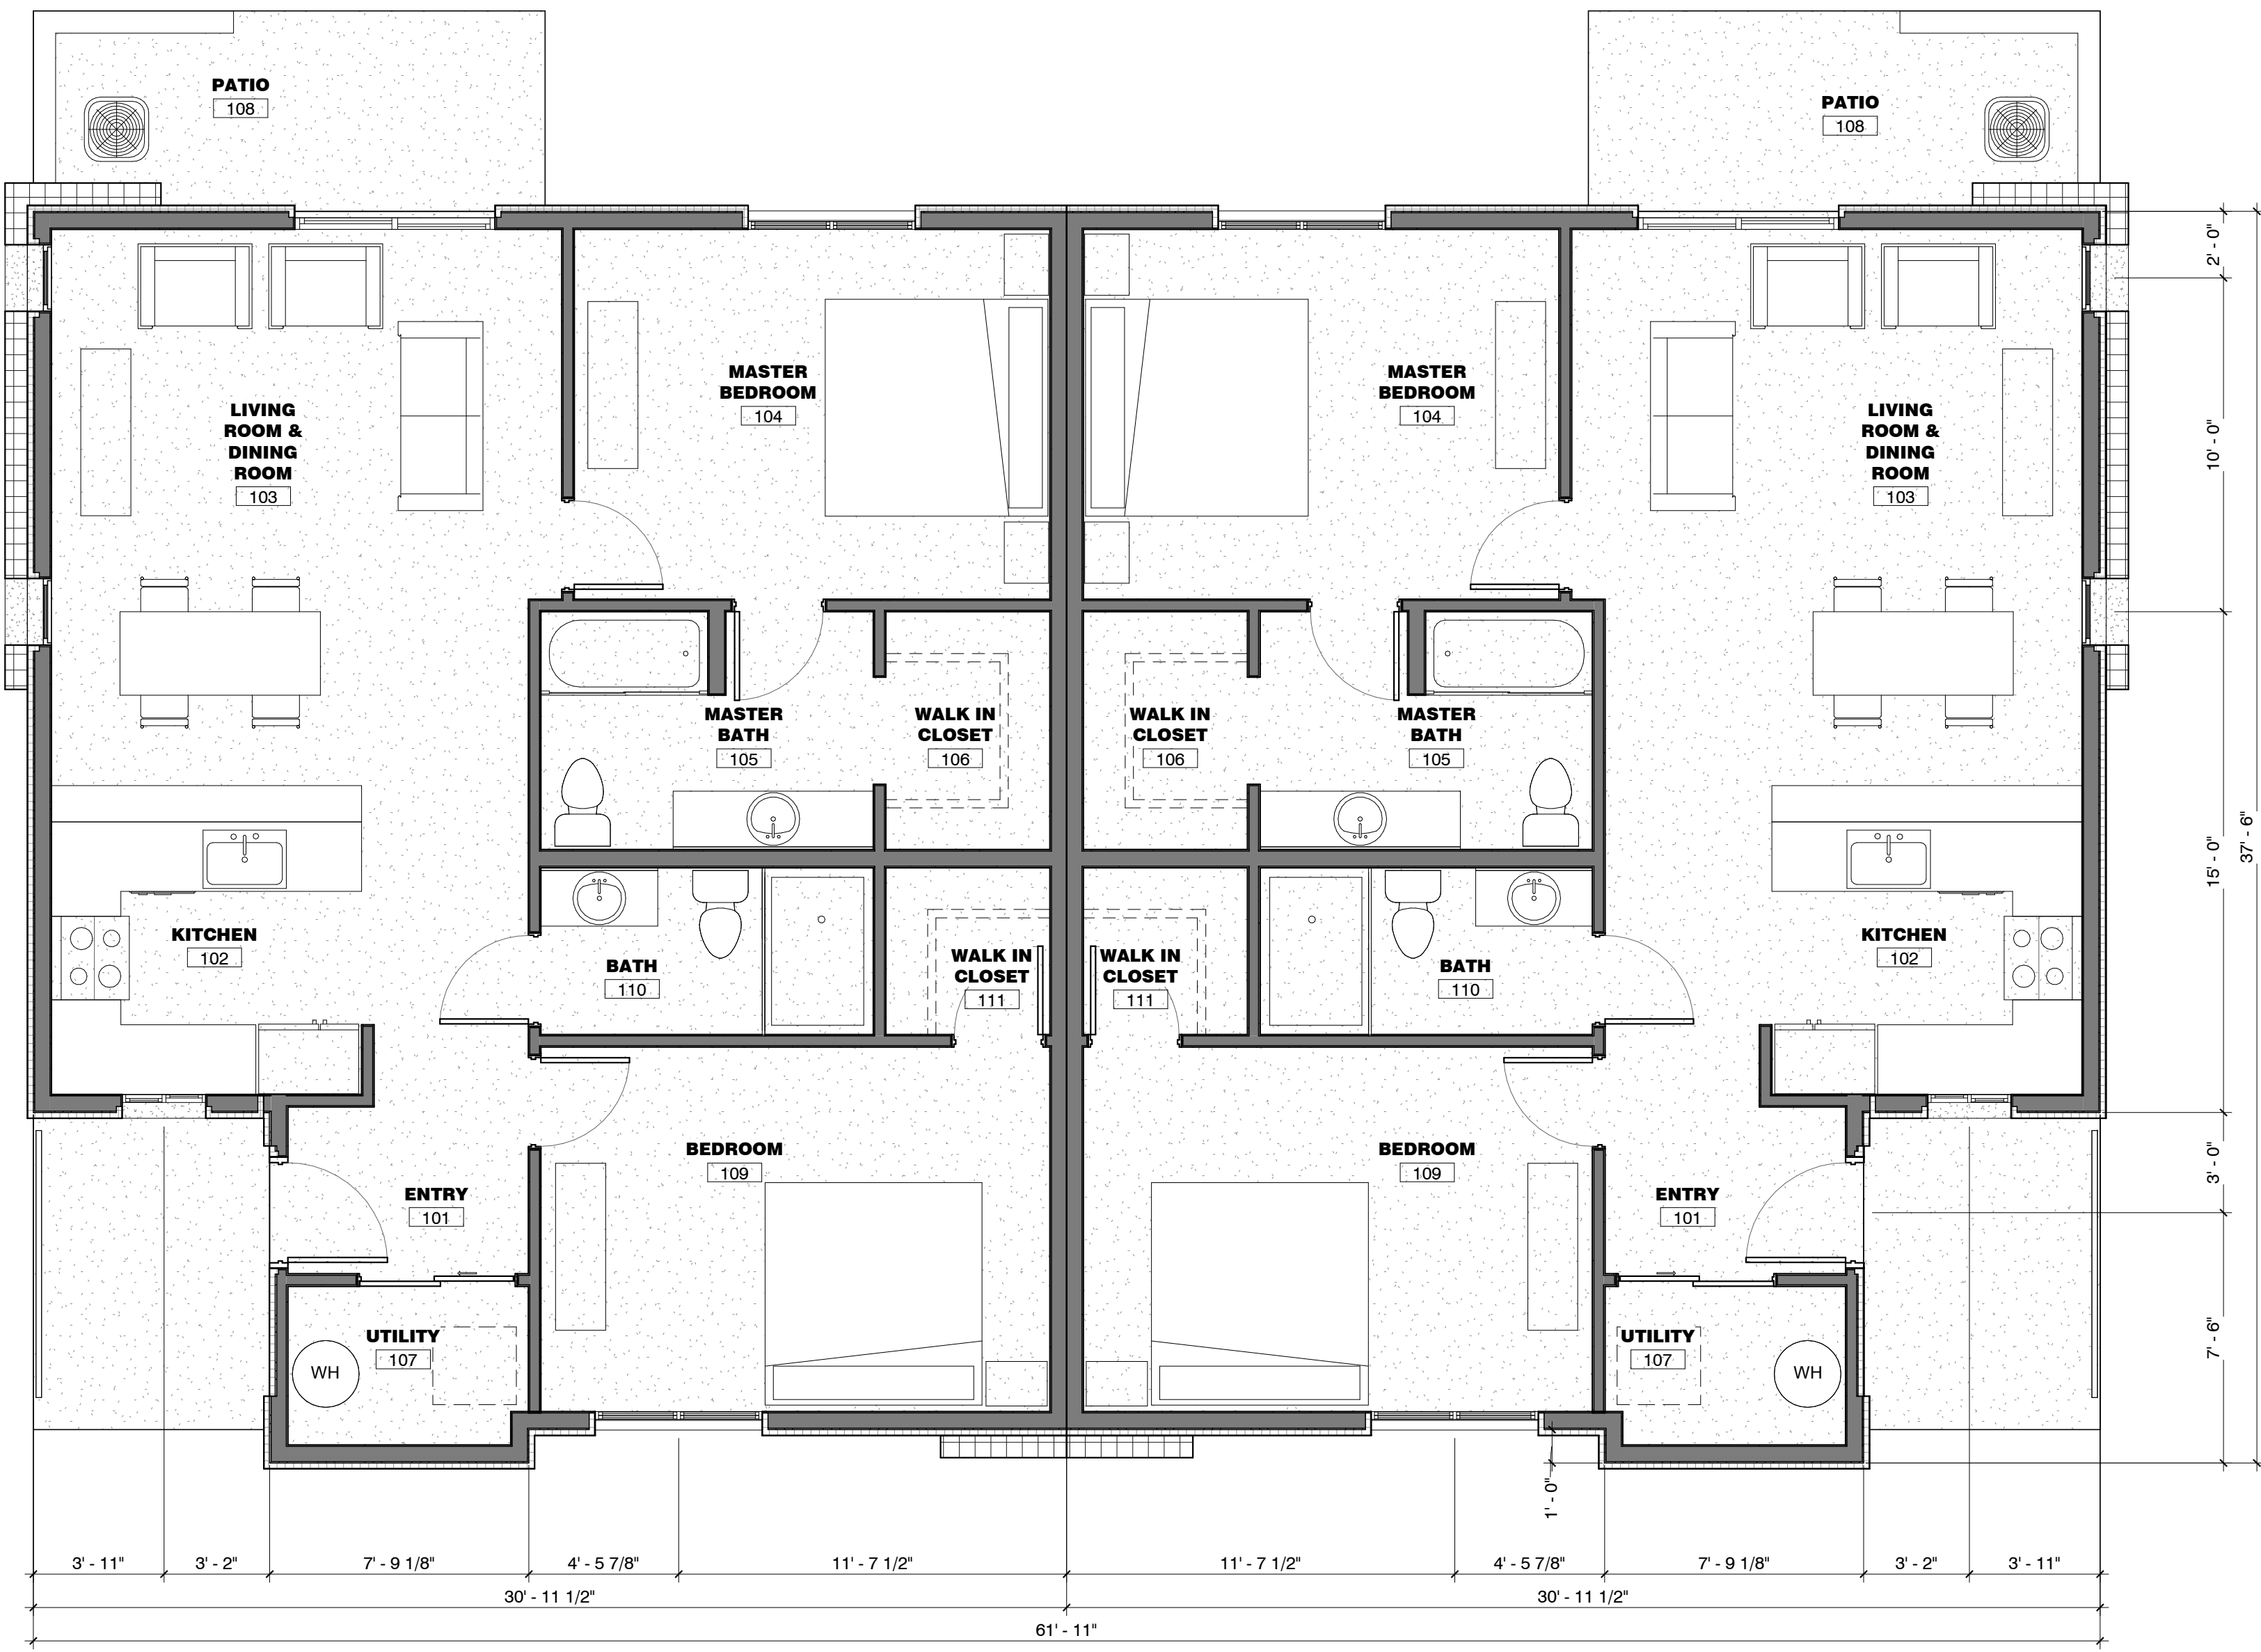 PATIO
108
PATIO
108
MASTER
BEDROOM
104
MASTER
BEDROOM
104
LIVING
ROOM &
DINING
ROOM
103
LIVING
ROOM &
DINING
ROOM
103
MASTER
BATH
105
WALK IN
CLOSET
106
WALK IN
CLOSET
106
MASTER
BATH
105
KITCHEN
102
BATH
110
WALK IN
CLOSET
111
WALK IN
CLOSET
111
BATH
110
KITCHEN
102
BEDROOM
109
BEDROOM
109
ENTRY
101
ENTRY
101
UTILITY
107
WH
UTILITY
107
WH
2' - 0"
10' - 0"
15' - 0"
37' - 6"
3' - 0"
7' - 6"
1' - 0"
3' - 11"
3' - 2"
7' - 9 1/8"
4' - 5 7/8"
11' - 7 1/2"
11' - 7 1/2"
4' - 5 7/8"
7' - 9 1/8"
3' - 2"
3' - 11"
30' - 11 1/2"
30' - 11 1/2"
61' - 11"